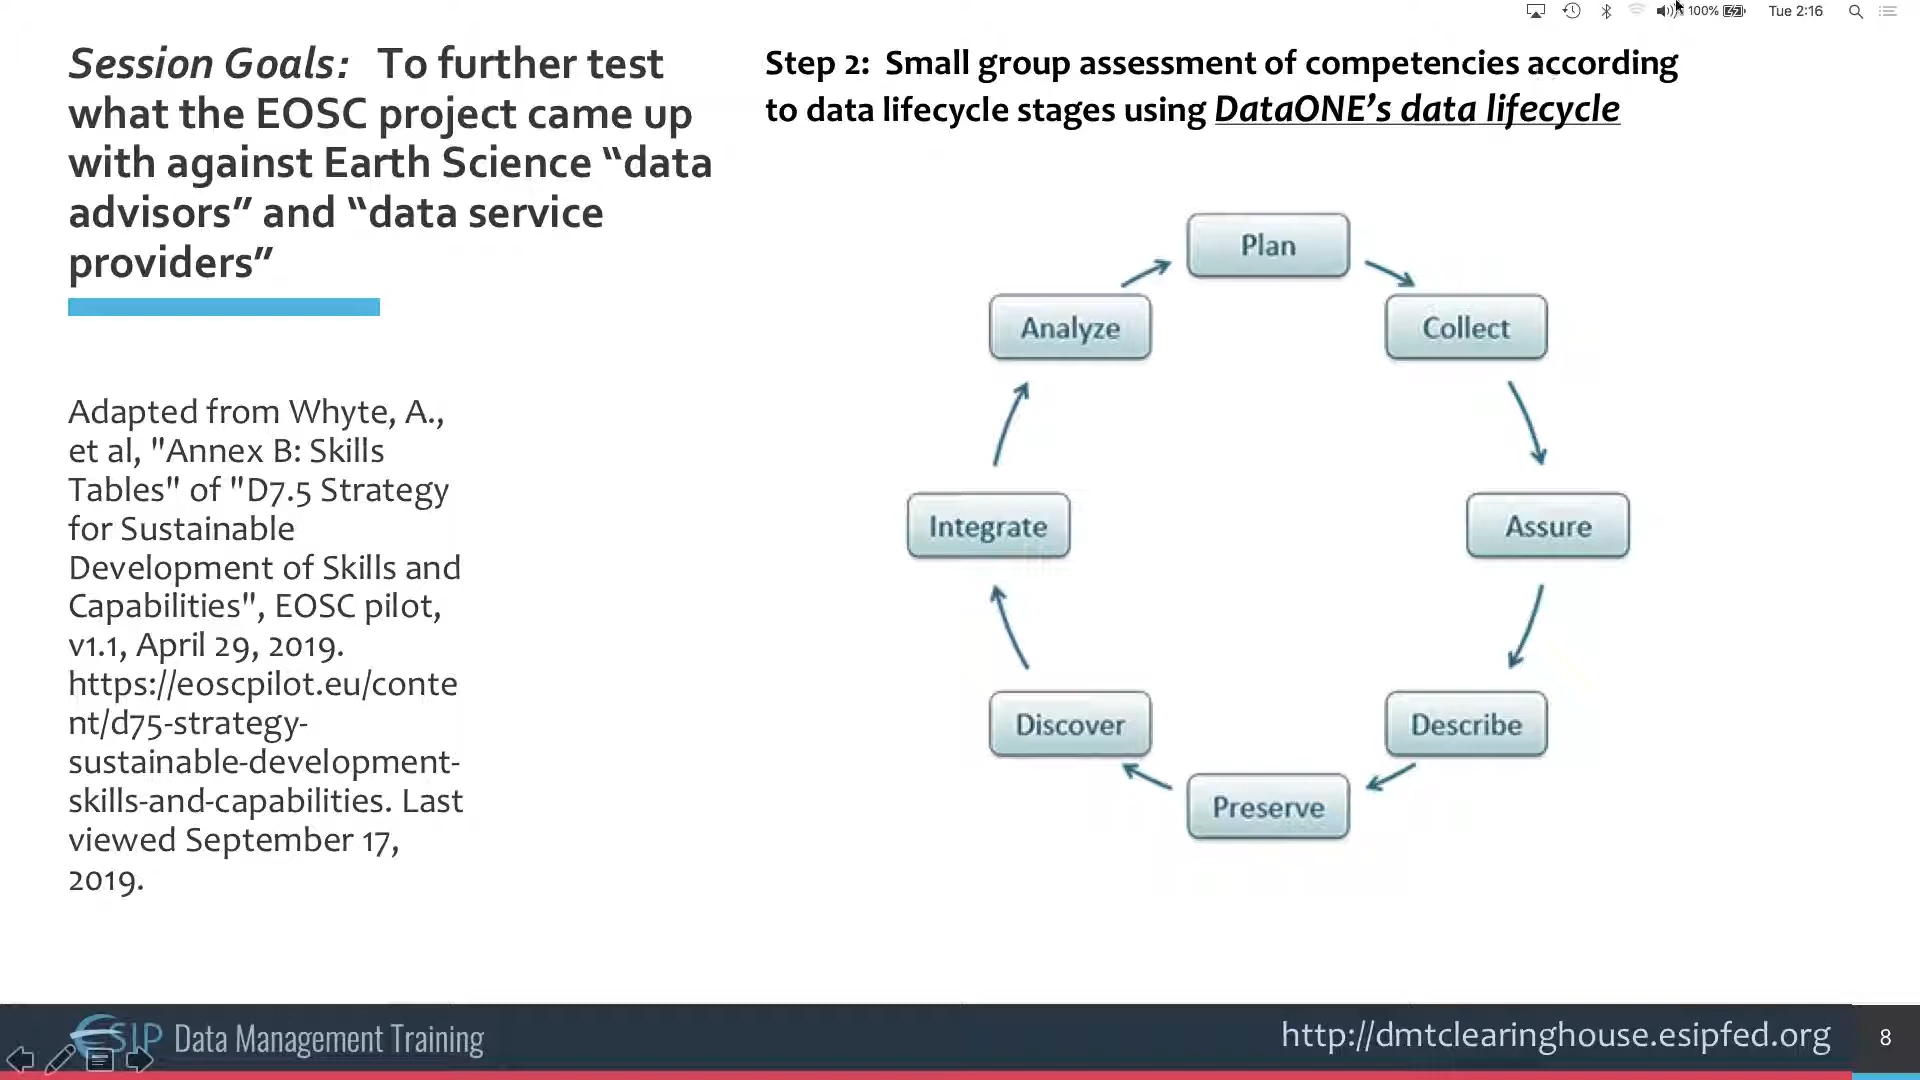 100%
Tue 2:16
Session Goals: To further test
what the EOSC project came up
with against Earth Science “data
advisors” and “data service
providers”
Adapted from Whyte, A.,
et al, "Annex B: Skills
Tables" of "D7.5 Strategy
for Sustainable
Development of Skills and
Capabilities", EOSC pilot,
v1.1, April 29, 2019.
https://eoscpilot.eu/conte
nt/d75-strategy-
sustainable-development-
skills-and-capabilities. Last
viewed September 17,
2019.
Step 2: Small group assessment of competencies according
to data lifecycle stages using DataONE’s data lifecycle
Plan
Collect
Assure
Describe
Preserve
Discover
Integrate
Analyze
ESIP Data Management Training
http://dmtclearinghouse.esipfed.org
8